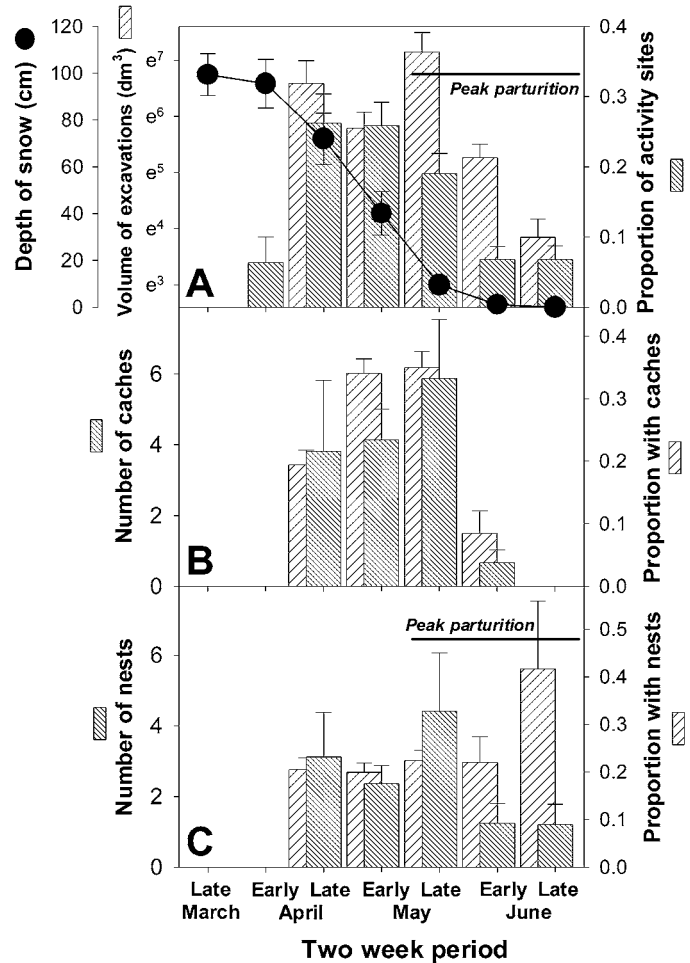 120
100
80
60
40
20
0
Depth of snow (cm)
e⁷
e⁶
e⁵
e⁴
e³
Volume of excavations (dm³)
Peak parturition
0.4
0.3
0.2
0.1
0.0
Proportion of activity sites
A
6
4
2
0
Number of caches
0.4
0.3
0.2
0.1
0.0
Proportion with caches
B
6
4
2
0
Number of nests
Peak parturition
0.5
0.4
0.3
0.2
0.1
0.0
Proportion with nests
C
Late Early Late Early Late Early Late
March April May June
Two week period